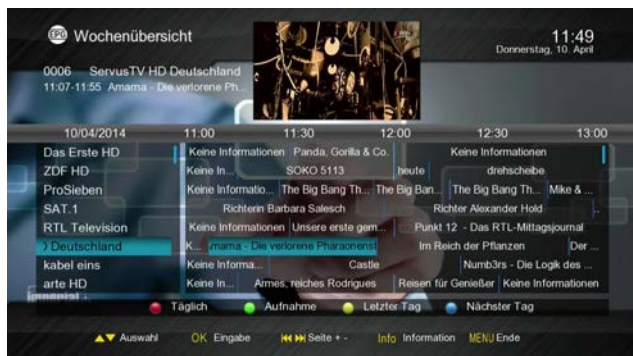 EPG Wochenübersicht
11:49
Donnerstag, 10. April
0006 ServusTV HD Deutschland
11:07-11:55 Amarna - Die verlorene Ph...
10/04/2014 11:00 11:30 12:00 12:30 13:00
Das Erste HD Keine Informationen Panda, Gorilla & Co. Keine Informationen
ZDF HD Keine In... SOKO 5113 heute drehscheibe
ProSieben Keine Informatio... The Big Bang Th... The Big Ban... The Big Bang Th... Mike & ...
SAT.1 Richterin Barbara Salesch Richter Alexander Hold ..
RTL Television Keine Informationen Unsere erste gem... Punkt 12 - Das RTL-Mittagsjournal
) Deutschland K... amarna - Die verlorene Pharaonenst Im Reich der Pflanzen Der ...
kabel eins Keine Informa... Castle Numb3rs - Die Logik des ...
arte HD Keine In... Armes, reiches Rodrigues Reisen für Genießer Keine Informationen
imperial
Täglich Aufnahme Letzter Tag Nächster Tag
Auswahl OK Eingabe Seite + - Info Information MENU Ende